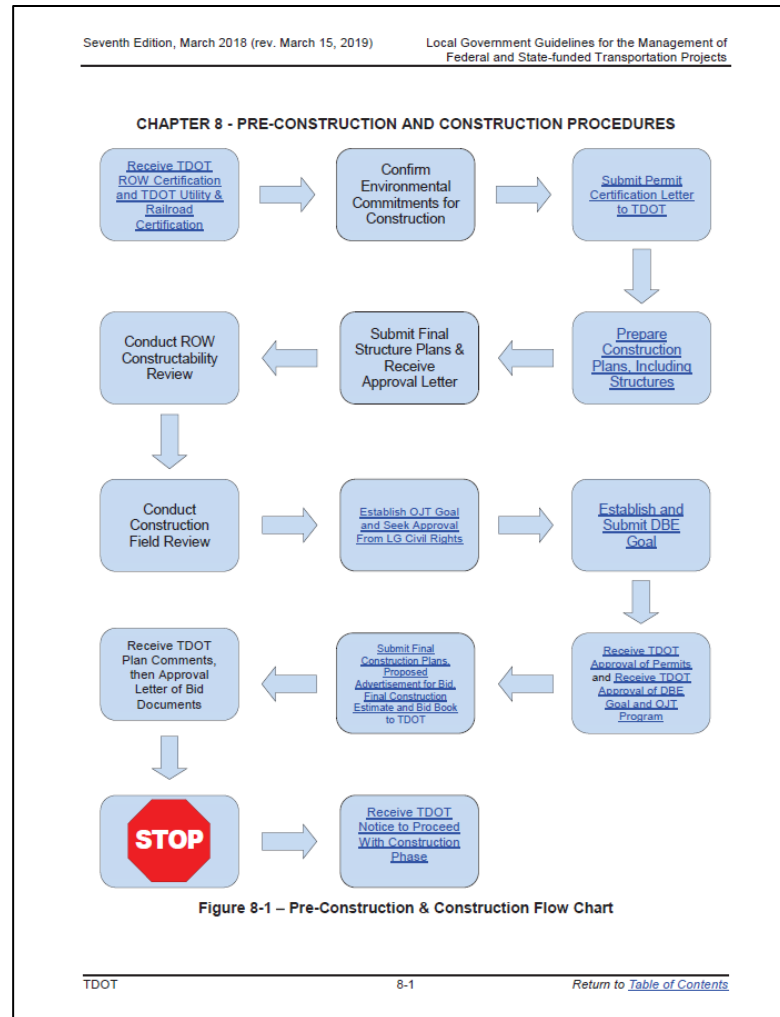 Seventh Edition, March 2018 (rev. March 15, 2019)
Local Government Guidelines for the Management of
Federal and State-funded Transportation Projects
CHAPTER 8 - PRE-CONSTRUCTION AND CONSTRUCTION PROCEDURES
Receive TDOT
ROW Certification
and TDOT Utility &
Railroad
Certification
Confirm
Environmental
Commitments for
Construction
Submit Permit
Certification Letter
to TDOT
Conduct ROW
Constructability
Review
Submit Final
Structure Plans &
Receive
Approval Letter
Prepare
Construction
Plans, Including
Structures
Conduct
Construction
Field Review
Establish OJT Goal
and Seek Approval
From LG Civil Rights
Establish and
Submit DBE
Goal
Receive TDOT
Plan Comments,
then Approval
Letter of Bid
Documents
Submit Final
Construction Plans,
Proposed
Advertisement for Bid,
Final Construction
Estimate and Bid Book
to TDOT
Receive TDOT
Approval of Permits
and Receive TDOT
Approval of DBE
Goal and OJT
Program
STOP
Receive TDOT
Notice to Proceed
With Construction
Phase
Figure 8-1 – Pre-Construction & Construction Flow Chart
TDOT
8-1
Return to Table of Contents